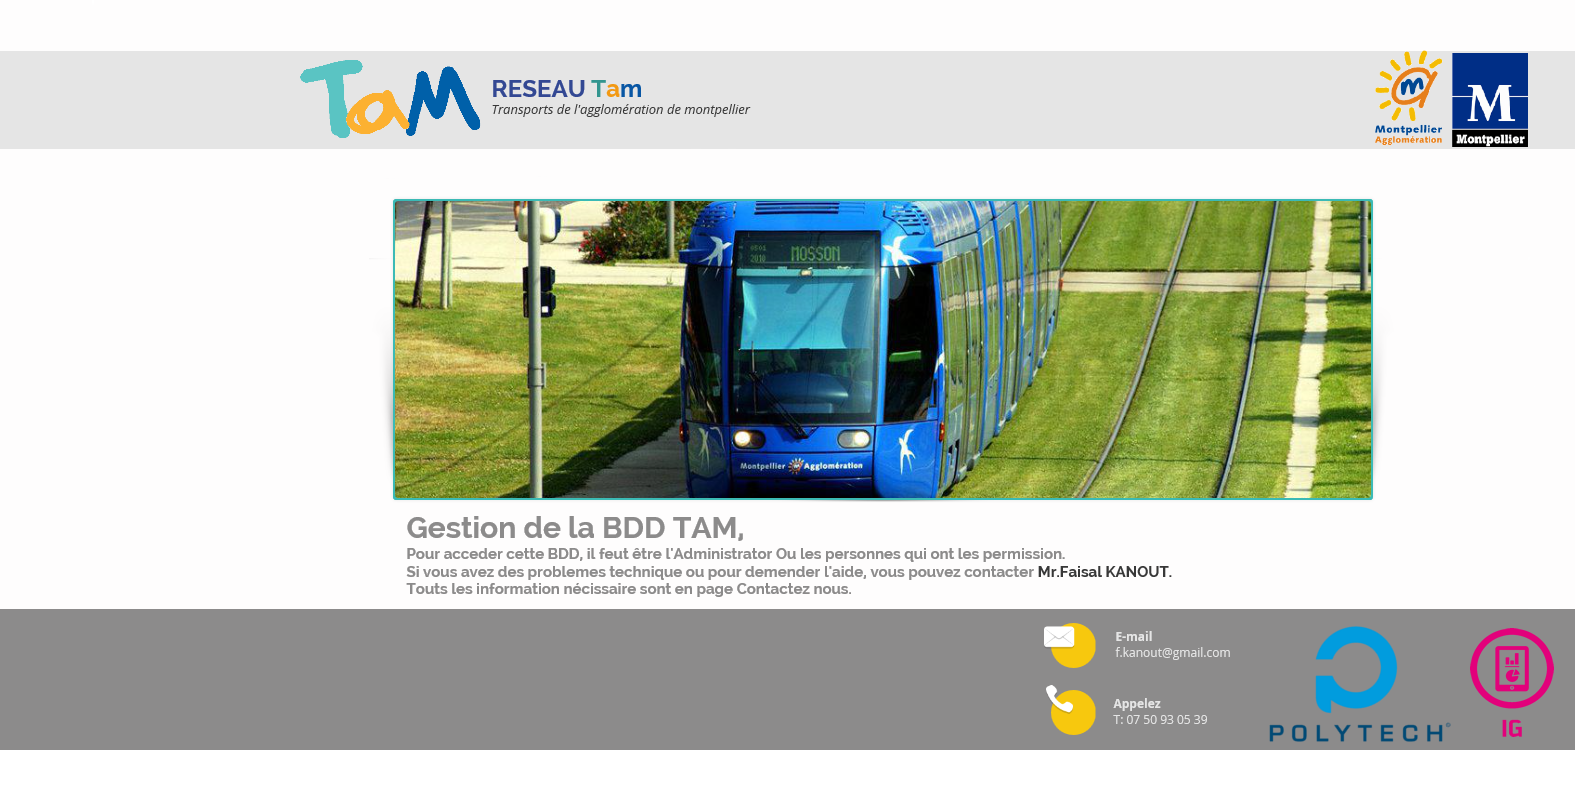 TaM
RESEAU Tam
Transports de l'agglomération de montpellier
m
Montpellier
Agglomération
M
Montpellier
2010
MOSSON
Montpellier Agglomération
Gestion de la BDD TAM,
Pour acceder cette BDD, il feut être l'Administrator Ou les personnes qui ont les permission.
Si vous avez des problemes technique ou pour demender l'aide, vous pouvez contacter Mr.Faisal KANOUT.
Touts les information nécissaire sont en page Contactez nous.
E-mail
f.kanout@gmail.com
Appelez
T: 07 50 93 05 39
POLYTECH®
IG